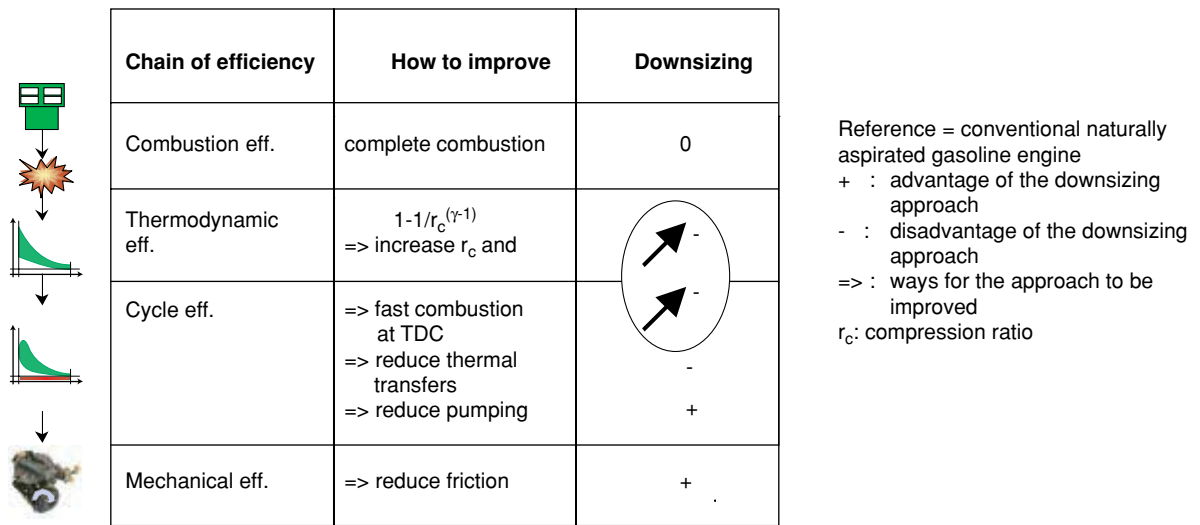 Chain of efficiency How to improve Downsizing
Combustion eff. complete combustion 0
Thermodynamic
eff.
1-1/r_c^(γ-1)
=> increase r_c and
-
Cycle eff.
=> fast combustion
at TDC
-
=> reduce thermal
transfers
-
=> reduce pumping
+
Mechanical eff. => reduce friction +
Reference = conventional naturally
aspirated gasoline engine
+ : advantage of the downsizing
approach
- : disadvantage of the downsizing
approach
=> : ways for the approach to be
improved
r_c: compression ratio